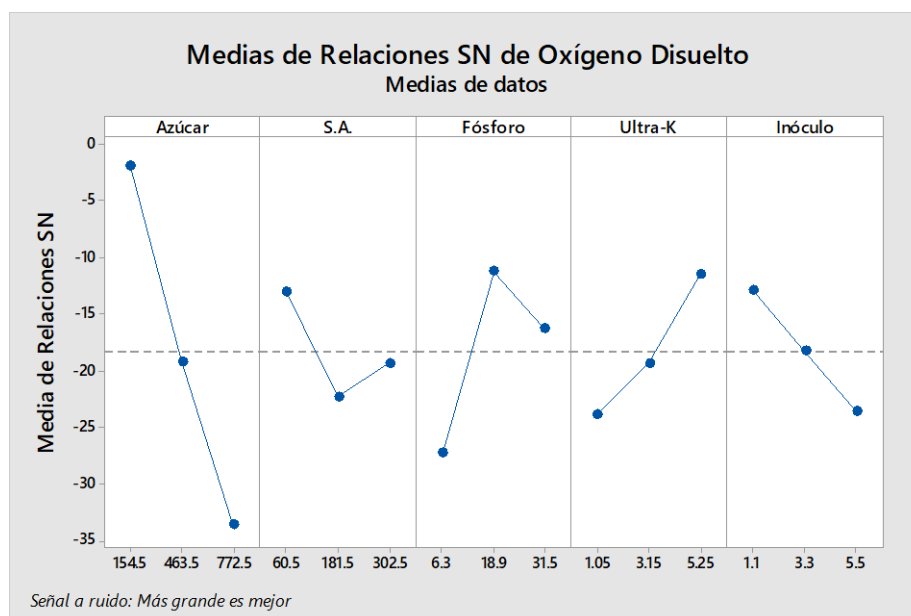 Medias de Relaciones SN de Oxígeno Disuelto
Medias de datos
Azúcar S.A. Fósforo Ultra-K Inóculo
Media de Relaciones SN
0
-5
-10
-15
-20
-25
-30
-35
154.5 463.5 772.5 60.5 181.5 302.5 6.3 18.9 31.5 1.05 3.15 5.25 1.1 3.3 5.5
Señal a ruido: Más grande es mejor